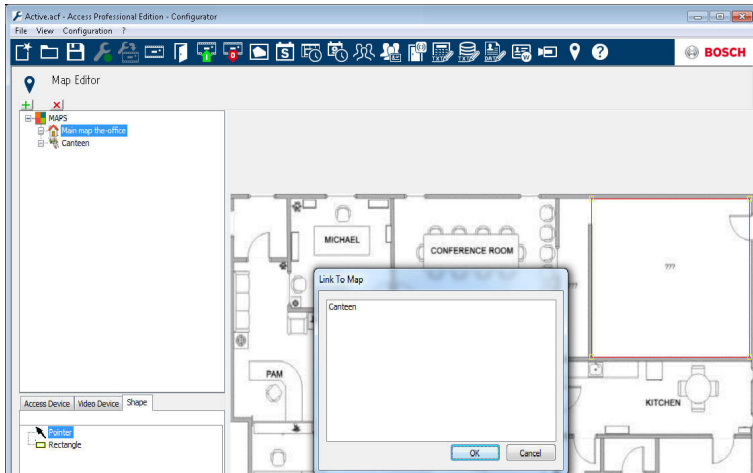 Active.acf - Access Professional Edition - Configurator
File View Configuration ?
BOSCH
Map Editor
MAPS
Main map the-office
Canteen
MICHAEL
CONFERENCE ROOM
???
???
Link To Map
Canteen
PAM
KITCHEN
Access Device Video Device Shape
Pointer
Rectangle
OK Cancel